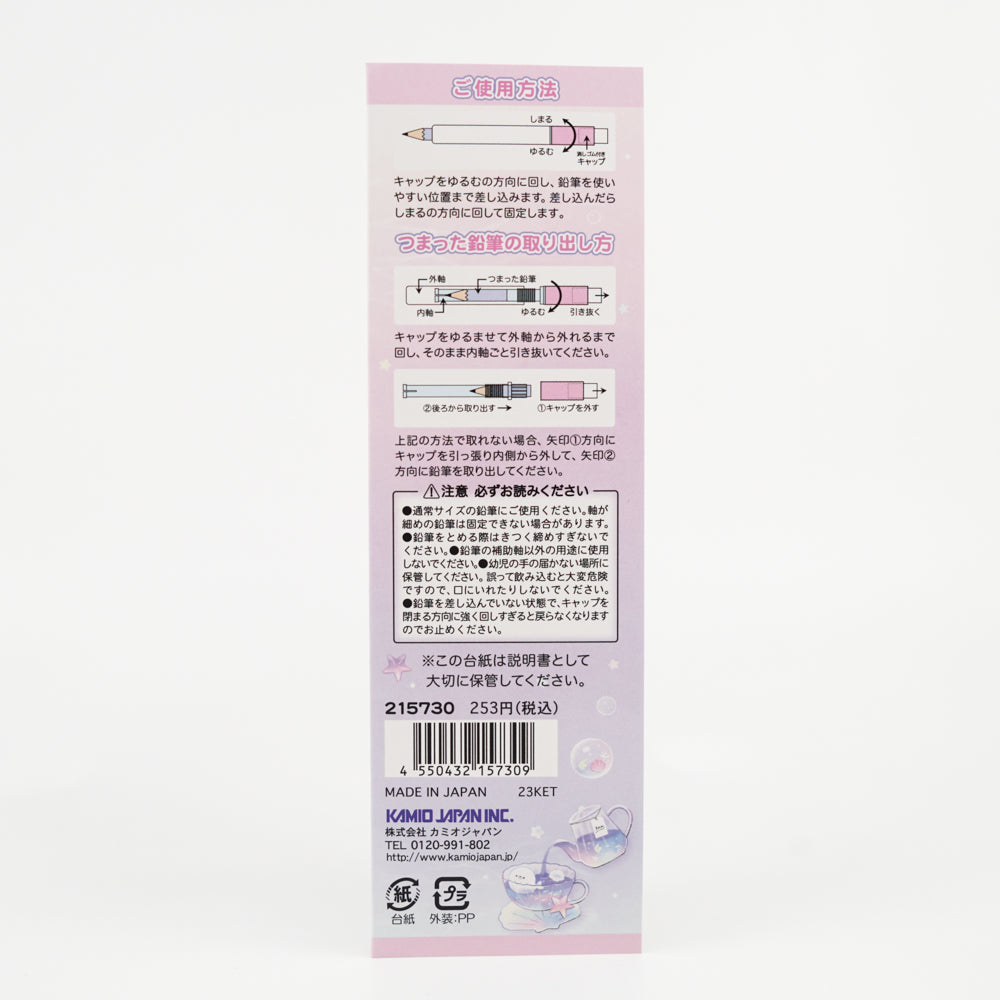 ご使用方法
しまる
ゆるむ
消しゴム付き
キャップ
キャップをゆるむの方向に回し、鉛筆を使い
やすい位置まで差し込みます。差し込んだら
しまるの方向に回して固定します。
つまった鉛筆の取り出し方
外軸
つまった鉛筆
内軸
ゆるむ
引き抜く
キャップをゆるませて外軸から外れるまで
回し、そのまま内軸ごと引き抜いてください。
②後ろから取り出す
①キャップを外す
上記の方法で取れない場合、矢印①方向に
キャップを引っ張り内側から外して、矢印②
方向に鉛筆を取り出してください。
注意 必ずお読みください
●通常サイズの鉛筆にご使用ください。軸が
細めの鉛筆は固定できない場合があります。
●鉛筆をとめる際はきつく締めすぎないで
ください。●鉛筆の補助軸以外の用途に使用
しないでください。●幼児の手の届かない場所に
保管してください。誤って飲み込むと大変危険
ですので、口にいれたりしないでください。
●鉛筆を差し込んでいない状態で、キャップを
閉まる方向に強く回しすぎると戻らなくなります
のでお止めください。
※この台紙は説明書として
大切に保管してください。
215730 253円(税込)
4 550432 157309
MADE IN JAPAN 23KET
KAMIO JAPAN INC.
株式会社 カミオジャパン
TEL 0120-991-802
http://www.kamiojapan.jp/
紙
プラ
台紙
外装:PP